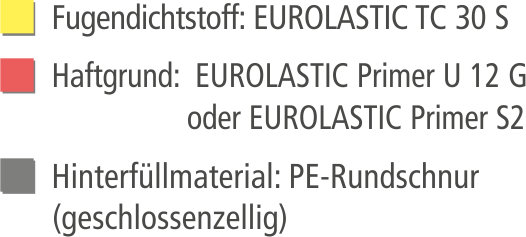 Fugendichtstoff: EUROLASTIC TC 30 S
Haftgrund: EUROLASTIC Primer U 12 G
oder EUROLASTIC Primer S2
Hinterfüllmaterial: PE-Rundschnur
(geschlossenzellig)